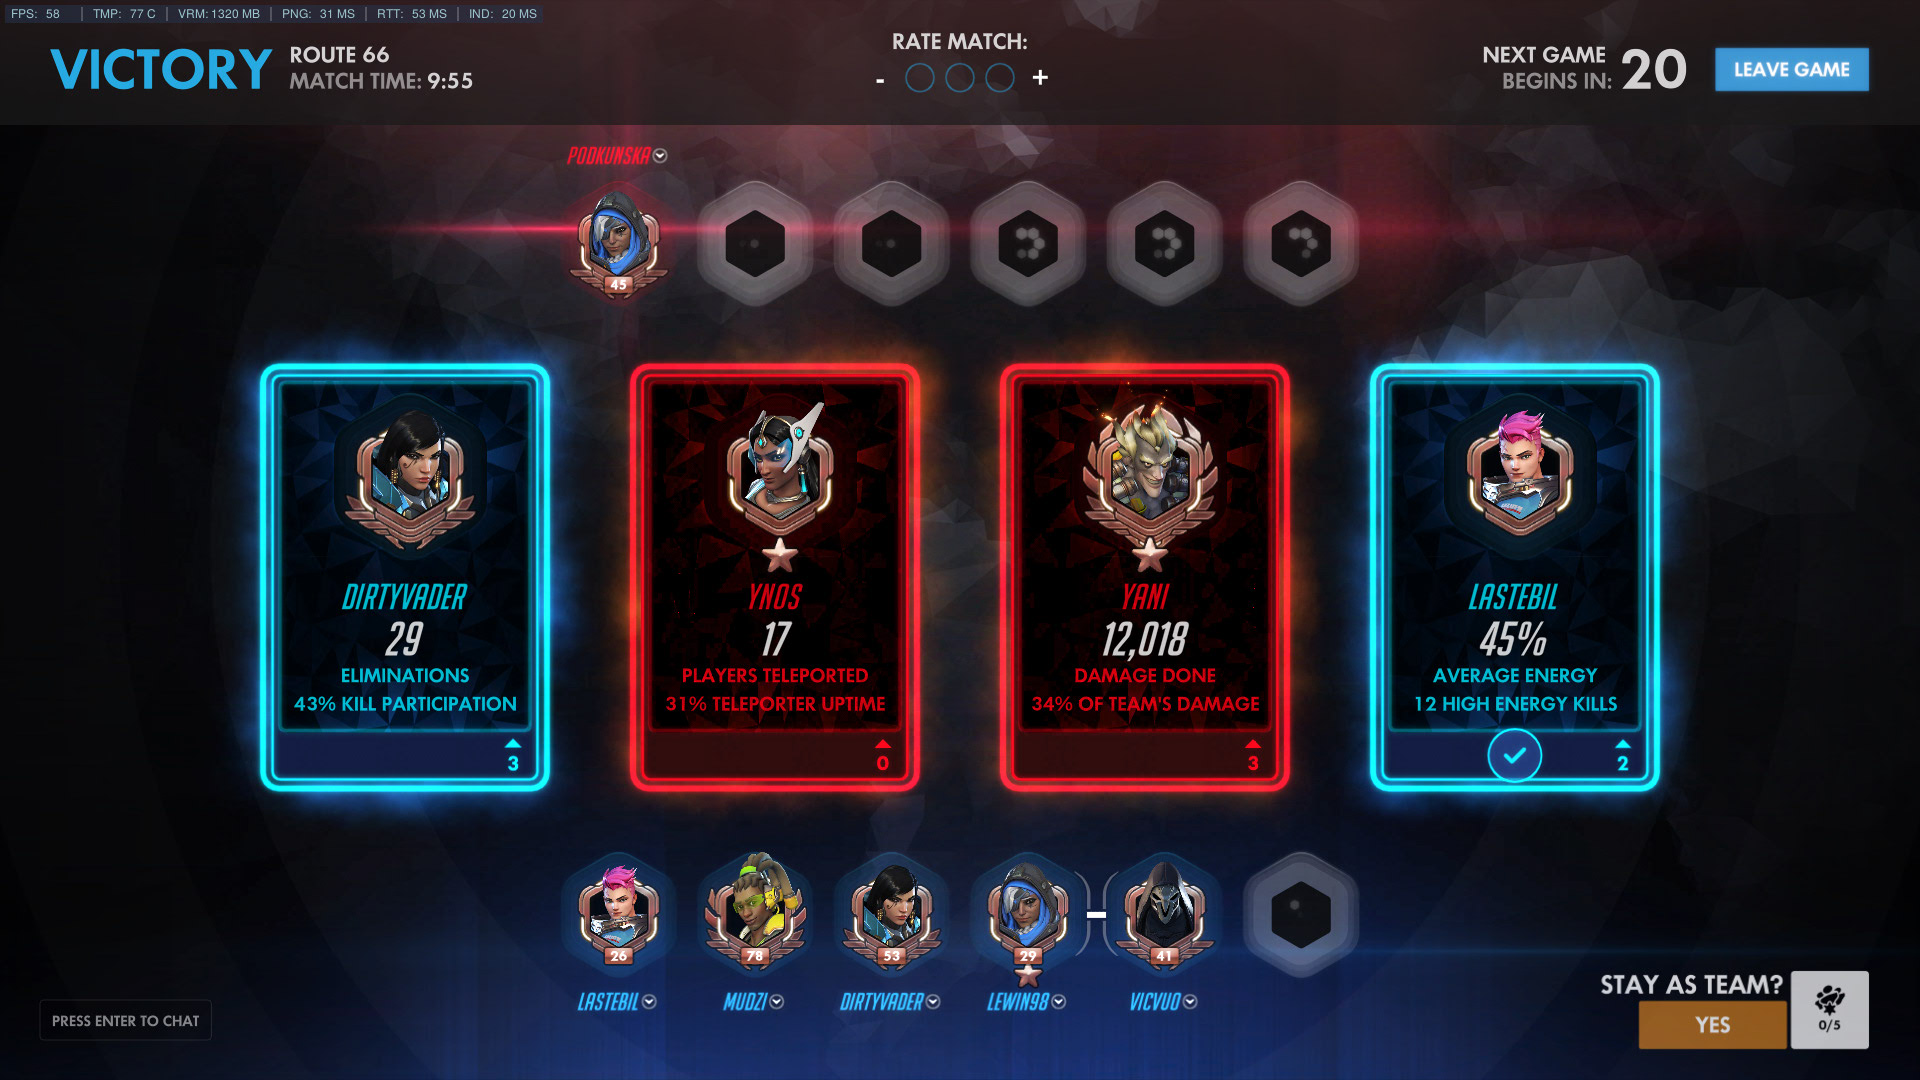 FPS: 58 | TMP: 77 C | VRM: 1320 MB | PNG: 31 MS | RTT: 53 MS | IND: 20 MS
VICTORY
ROUTE 66
MATCH TIME: 9:55
RATE MATCH:
- +
NEXT GAME
BEGINS IN: 20
LEAVE GAME
PODKUNSKA
45
DIRTYVADER
29
ELIMINATIONS
43% KILL PARTICIPATION
3
YNOS
17
PLAYERS TELEPORTED
31% TELEPORTER UPTIME
0
YANI
12,018
DAMAGE DONE
34% OF TEAM'S DAMAGE
3
LASTEBIL
45%
AVERAGE ENERGY
12 HIGH ENERGY KILLS
2
26 78 53 29 41
LASTEBIL MUDZI DIRTYVADER LEWIN98 VICVUO
STAY AS TEAM?
YES
0/5
PRESS ENTER TO CHAT